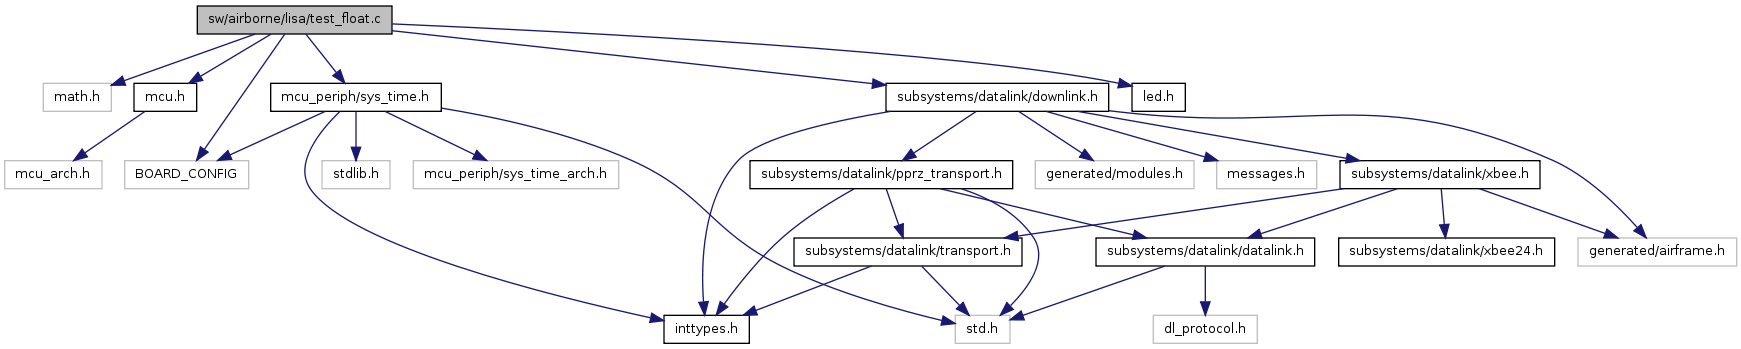 sw/airborne/lisa/test_float.c
math.h
mcu.h
mcu_periph/sys_time.h
subsystems/datalink/downlink.h
led.h
mcu_arch.h
BOARD_CONFIG
stdlib.h
mcu_periph/sys_time_arch.h
subsystems/datalink/pprz_transport.h
generated/modules.h
messages.h
subsystems/datalink/xbee.h
subsystems/datalink/transport.h
subsystems/datalink/datalink.h
subsystems/datalink/xbee24.h
generated/airframe.h
inttypes.h
std.h
dl_protocol.h